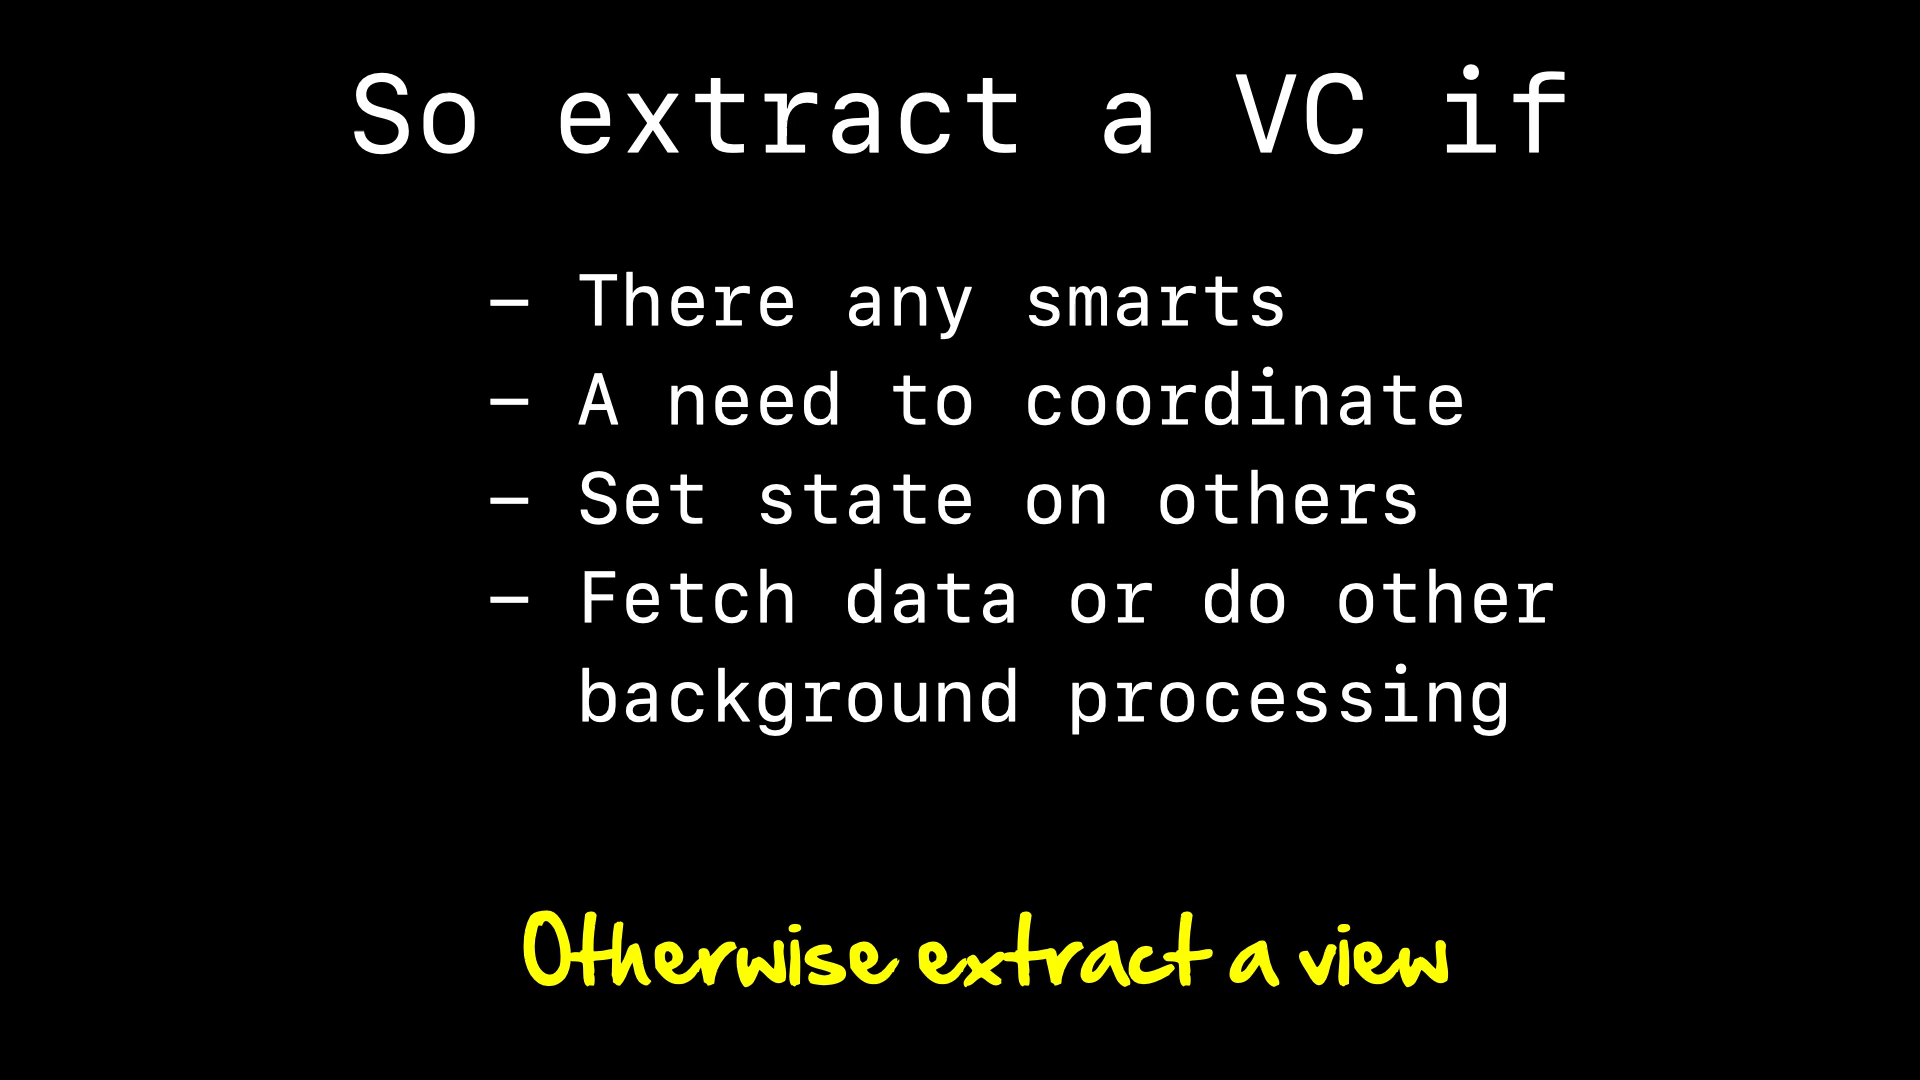 So extract a VC if
– There any smarts
– A need to coordinate
– Set state on others
– Fetch data or do other
background processing
Otherwise extract a view